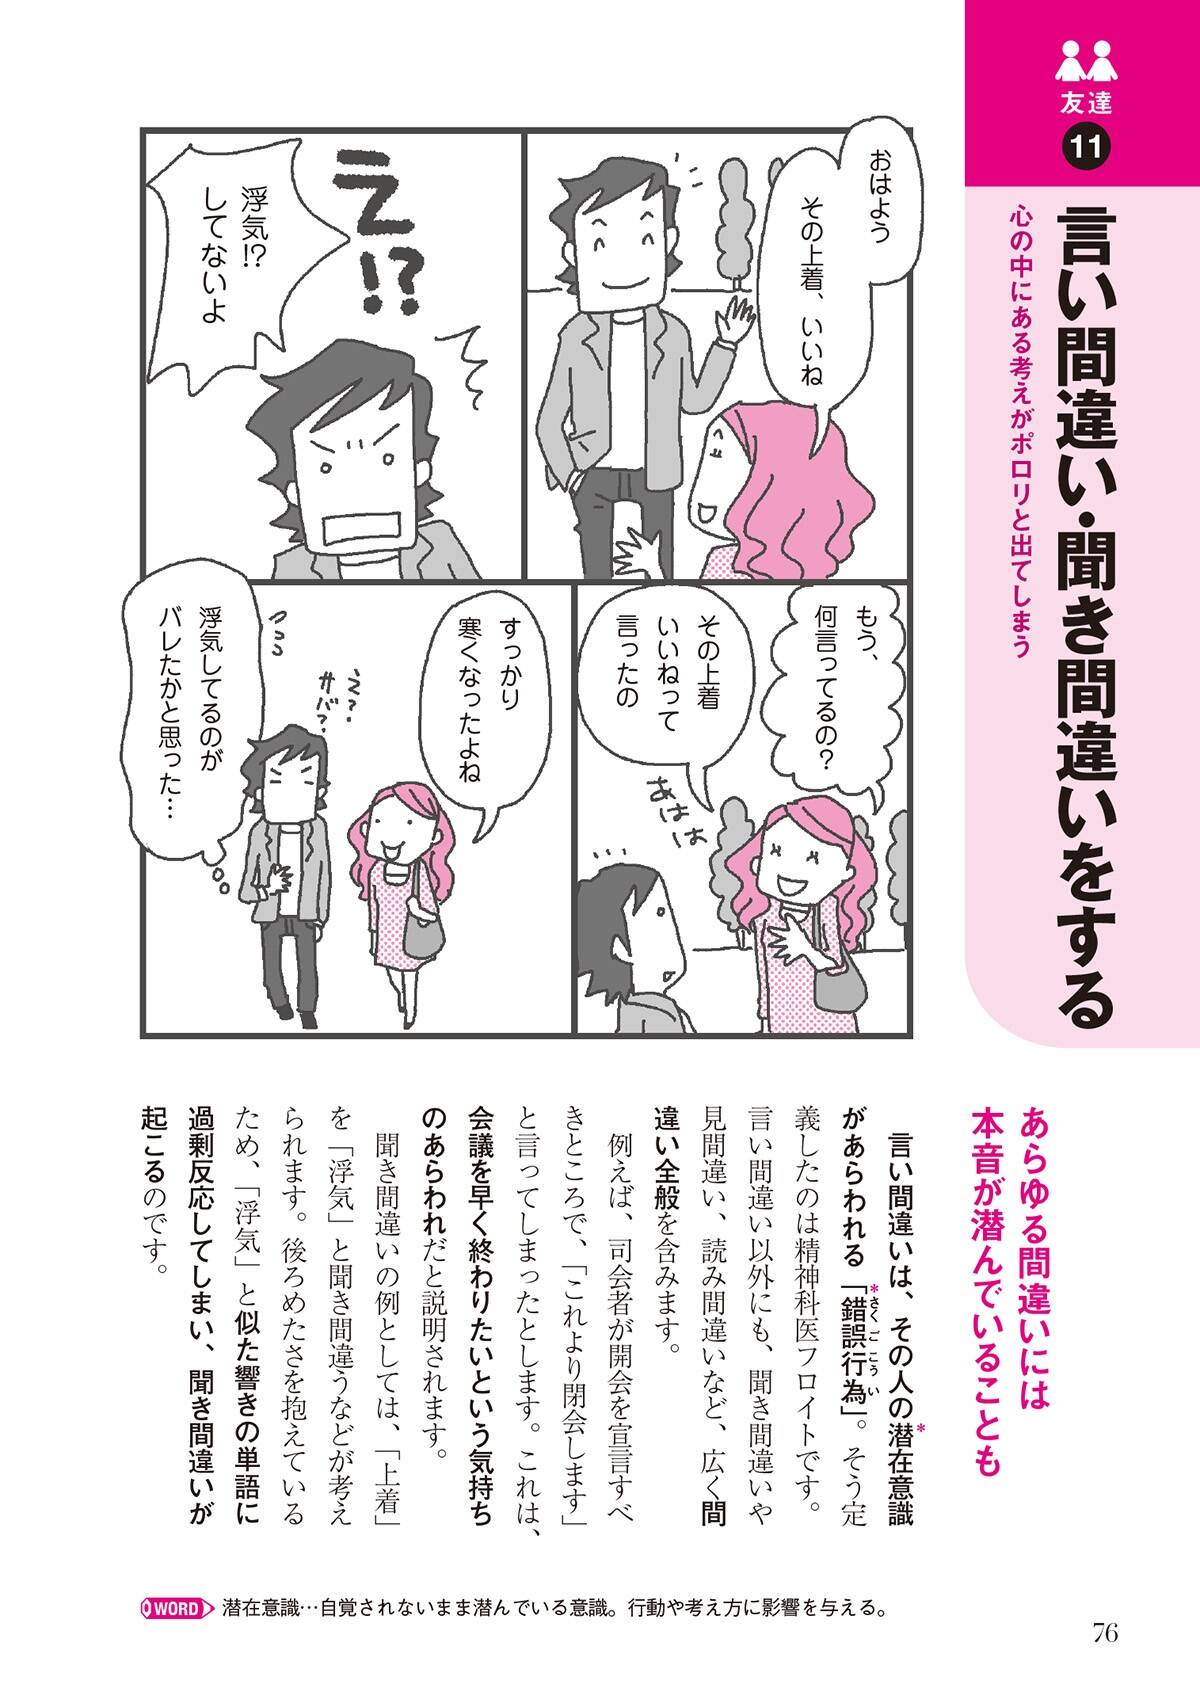 友達
11
言い間違い・聞き間違いをする
心の中にある考えがポロリと出てしまう
おはよう
その上着、いいね
え!?
浮気!?
してないよ
もう、
何言ってるの?
その上着
いいねって
言ったの
あはは
すっかり
寒くなったよね
え?
サバ?
浮気してるのが
バレたかと思った…
あらゆる間違いには
本音が潜んでいることも
言い間違いは、その人の潜在意識*
があらわれる「錯誤行為*」。そう定
さくごこうい
義したのは精神科医フロイトです。
言い間違い以外にも、聞き間違いや
見間違い、読み間違いなど、広く間
違い全般を含みます。
例えば、司会者が開会を宣言すべ
きところで、「これより閉会します」
と言ってしまったとします。これは、
会議を早く終わりたいという気持ち
のあらわれだと説明されます。
聞き間違いの例としては、「上着」
を「浮気」と聞き間違うなどが考え
られます。後ろめたさを抱えている
ため、「浮気」と似た響きの単語に
過剰反応してしまい、聞き間違いが
起こるのです。
WORD 潜在意識…自覚されないまま潜んでいる意識。行動や考え方に影響を与える。
76